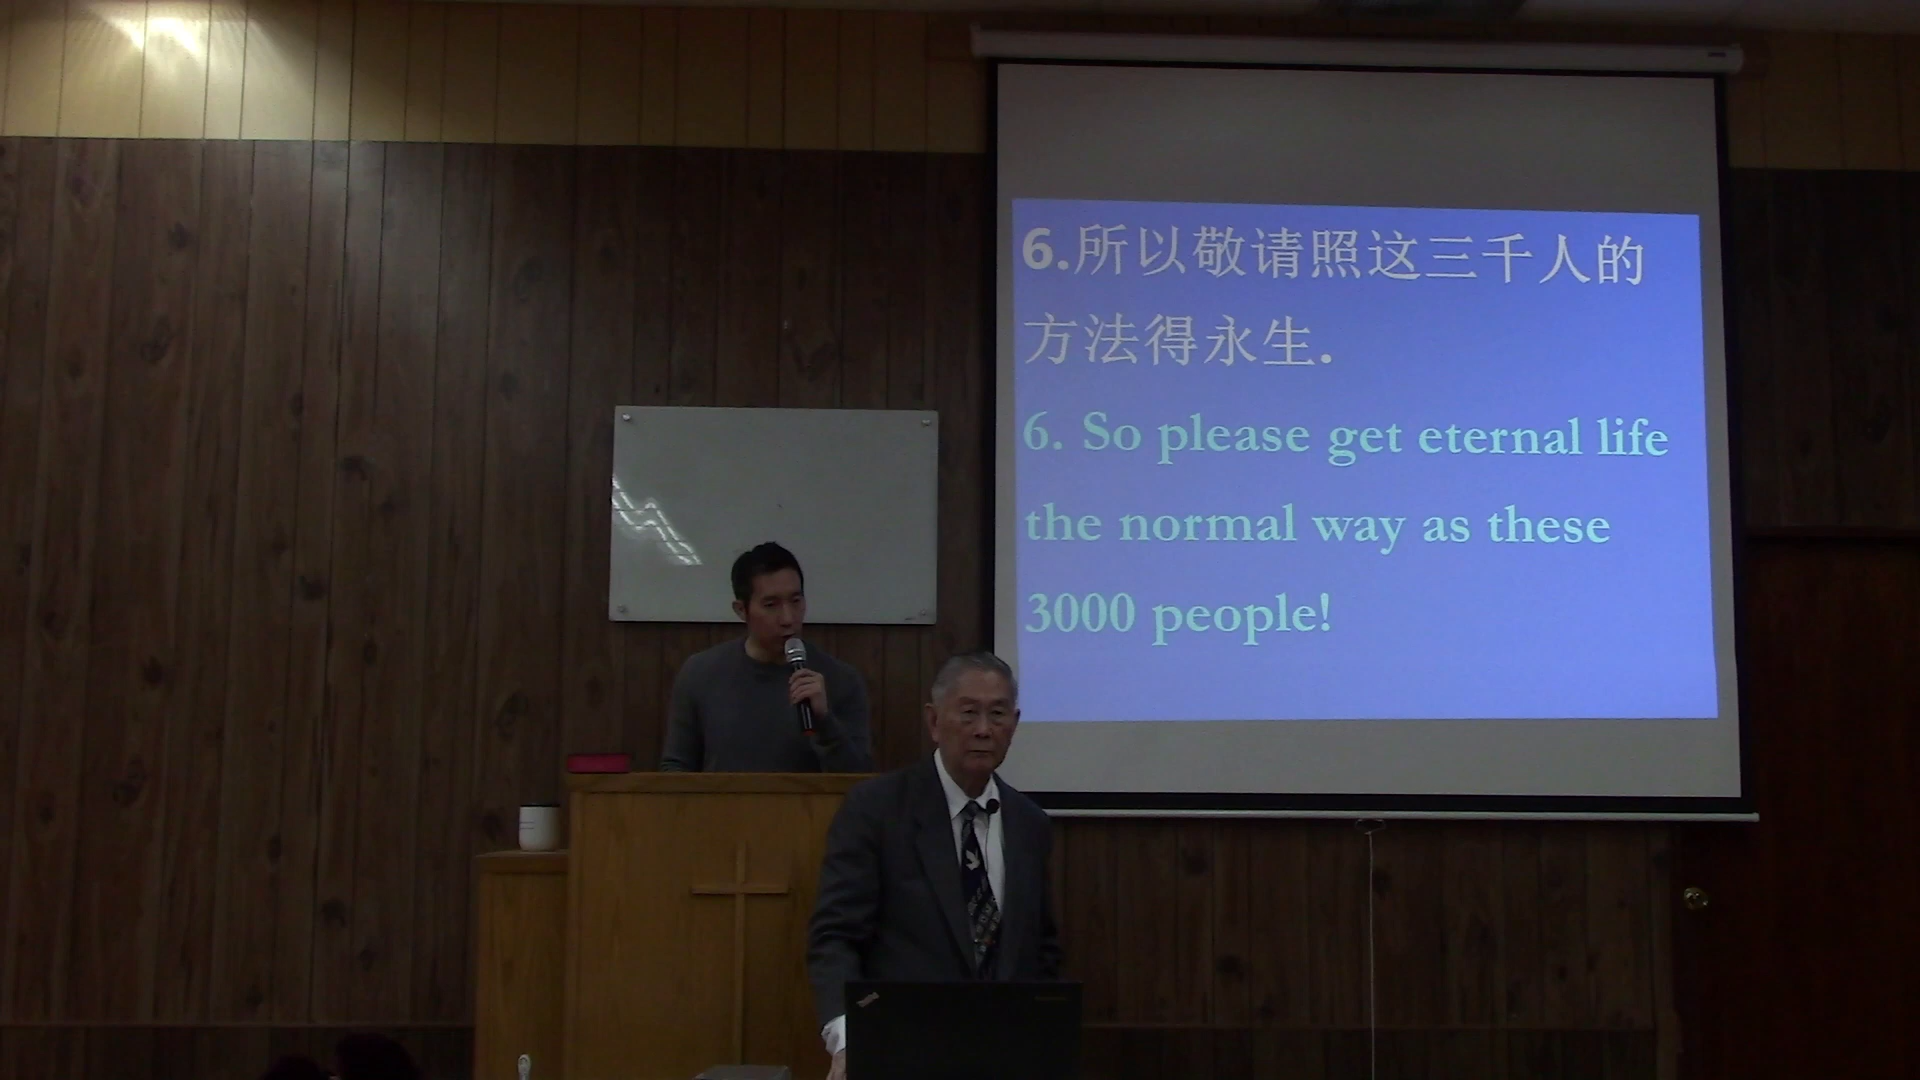 6.所以敬请照这三千人的
方法得永生.
6. So please get eternal life
the normal way as these
3000 people!